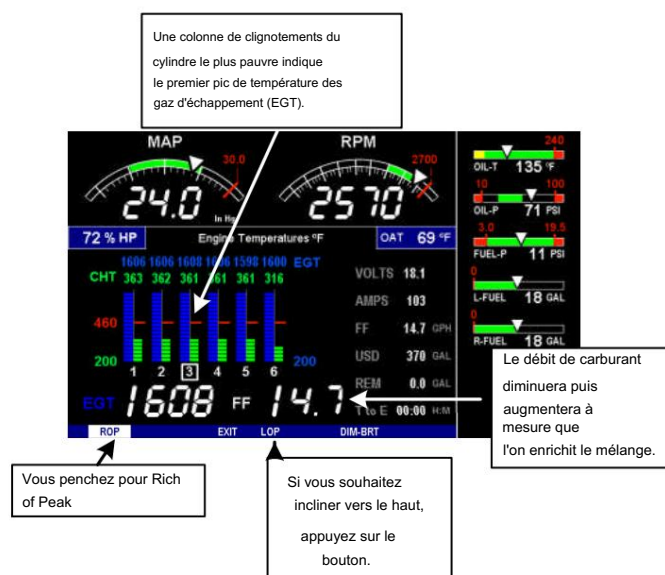 Une colonne de clignotements du
cylindre le plus pauvre indique
le premier pic de température des
gaz d'échappement (EGT).
MAP
RPM
30.0
2700
24.0
In Hg
2570
240
OIL-T 135 °F
10 100
OIL-P 71 PSI
3.0 19.5
FUEL-P 11 PSI
0
L-FUEL 18 GAL
0
R-FUEL 18 GAL
72 % HP
Engine Temperatures ºF
OAT 69 ºF
1606 1606 1608 1606 1598 1600 EGT
CHT 363 362 361 361 361 316
460
200
200
1 2 3 4 5 6
VOLTS 18.1
AMPS 103
FF 14.7 GPH
USD 370 GAL
REM 0.0 GAL
T to E 00:00 H:M
EGT 1608 FF 14.7
ROP EXIT LOP DIM-BRT
Le débit de carburant
diminuera puis
augmentera à
mesure que
l'on enrichit le mélange.
Vous penchez pour Rich
of Peak
Si vous souhaitez
incliner vers le haut,
appuyez sur le
bouton.